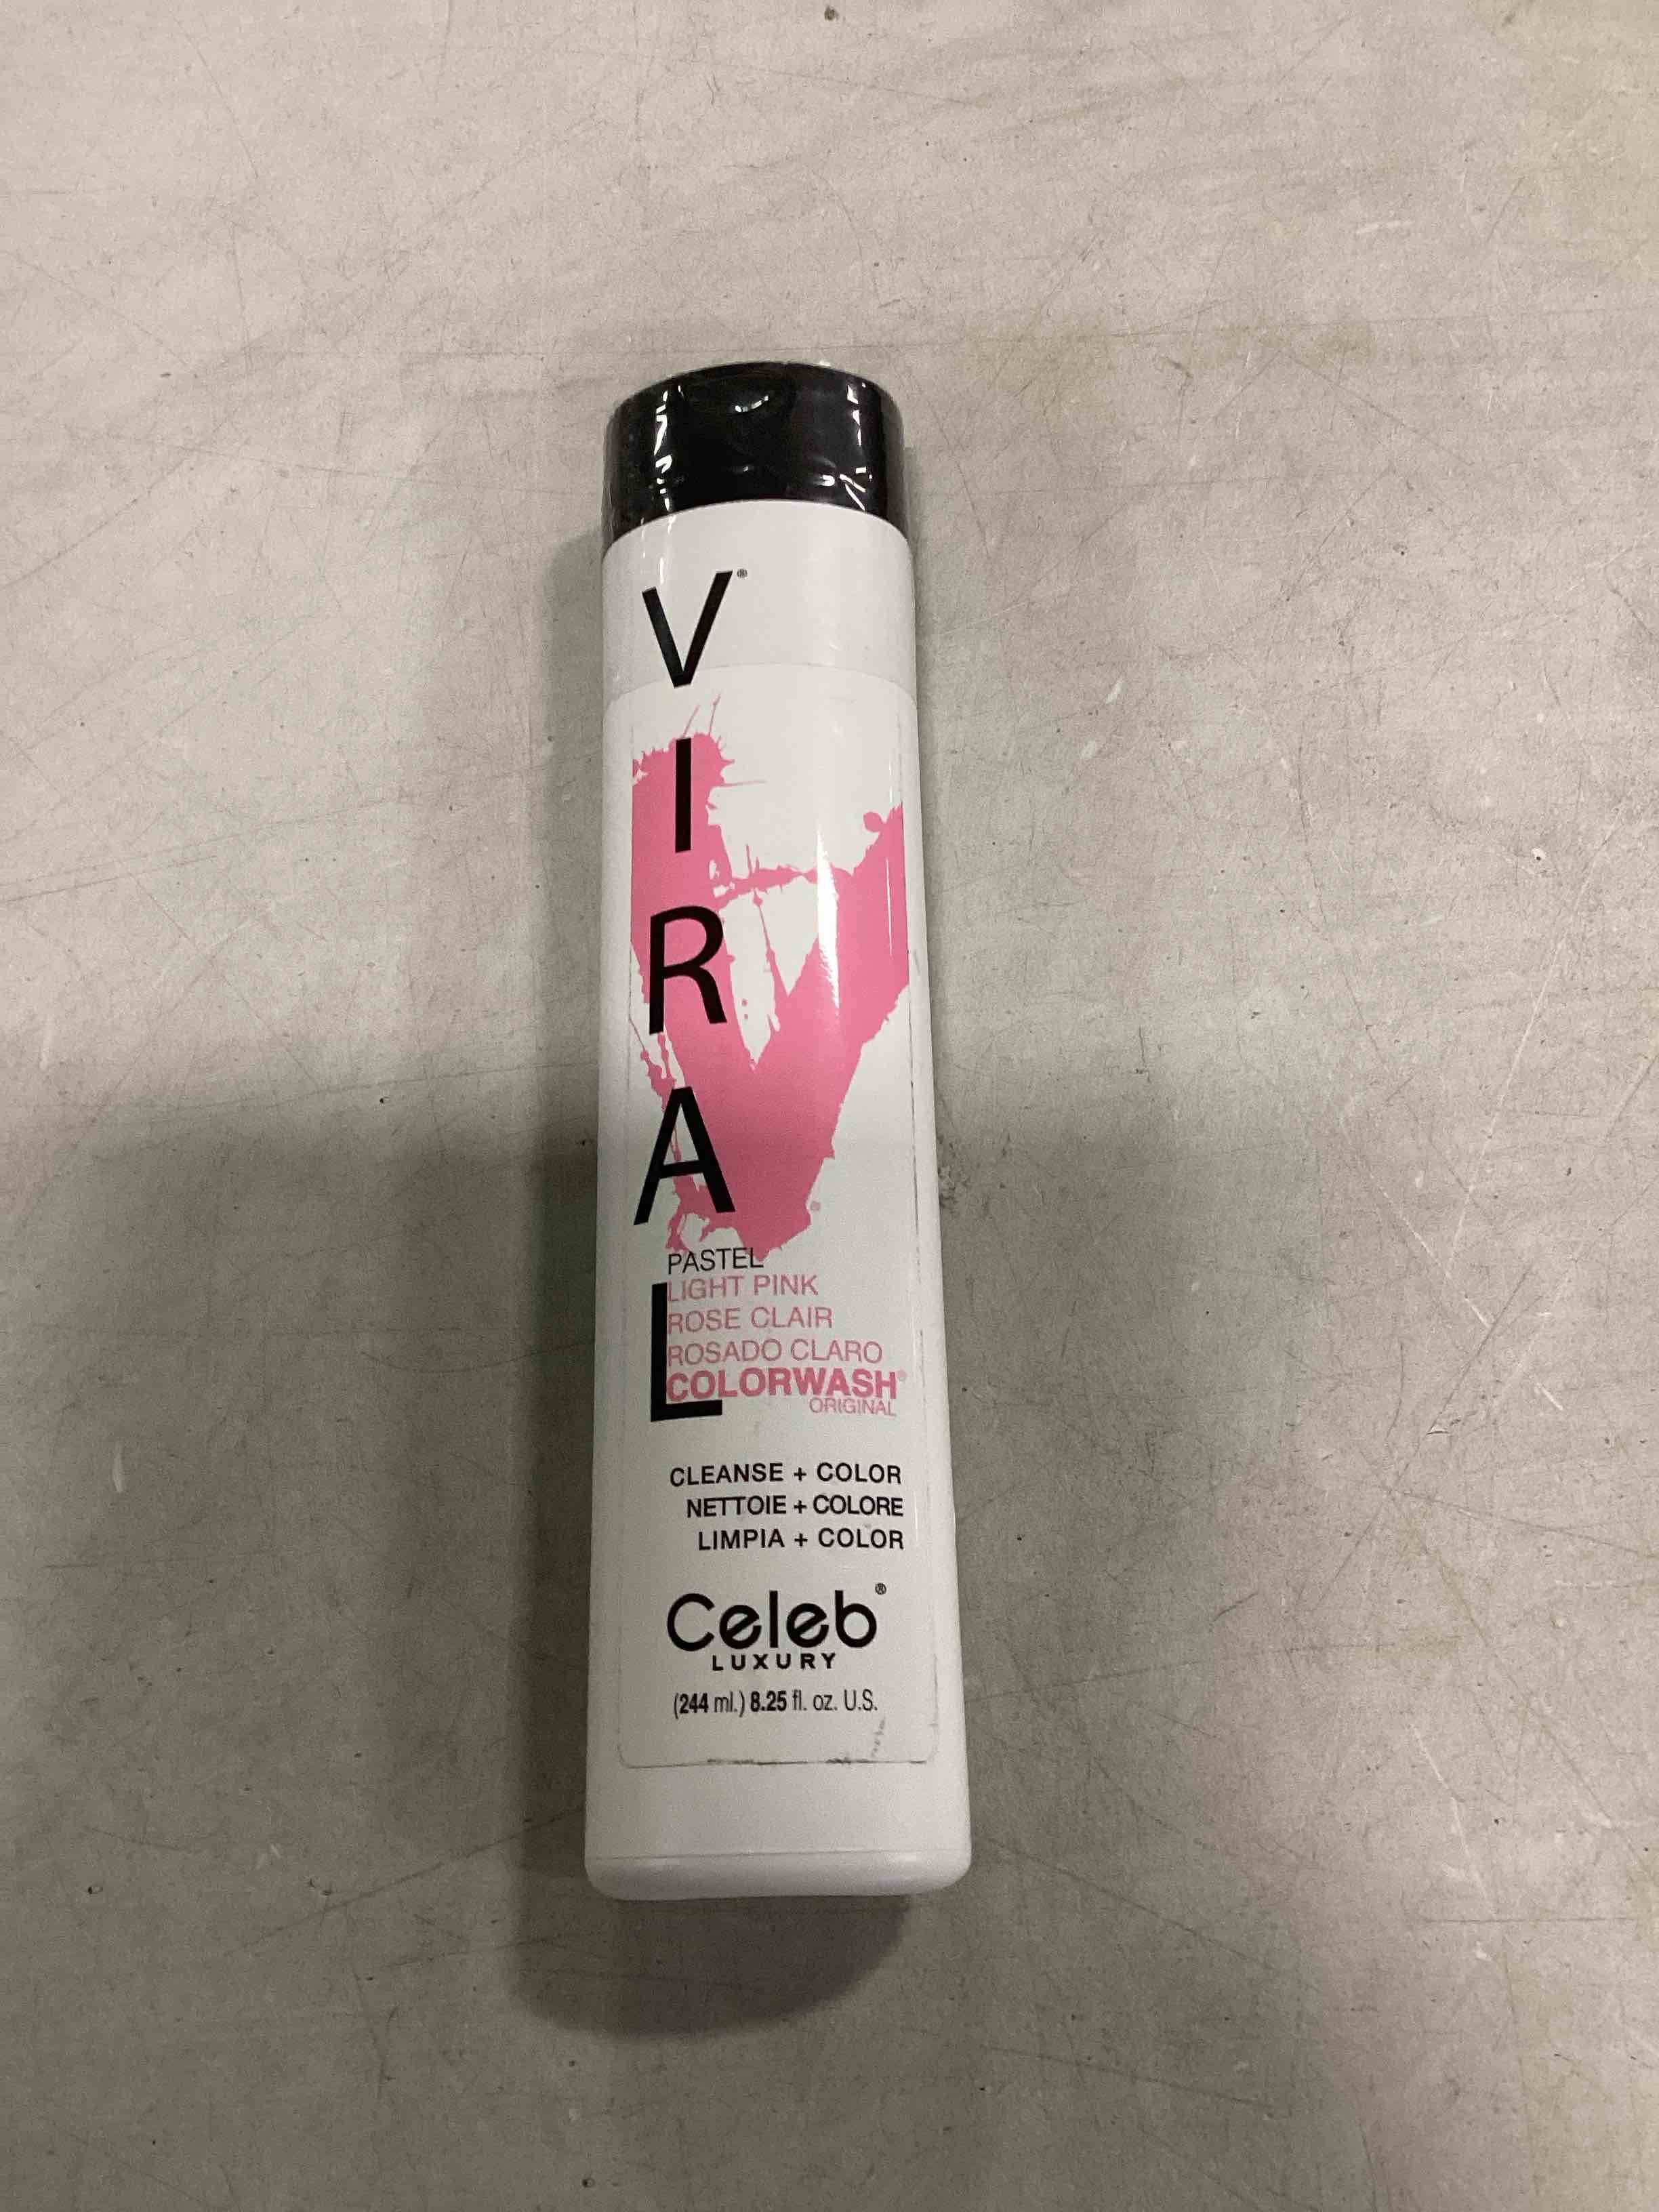 VIRAL®
PASTEL
LIGHT PINK
ROSE CLAIR
ROSADO CLARO
COLORWASH®
ORIGINAL
CLEANSE + COLOR
NETTOIE + COLORE
LIMPIA + COLOR
Celeb®
LUXURY
(244 ml.) 8.25 fl. oz. U.S.